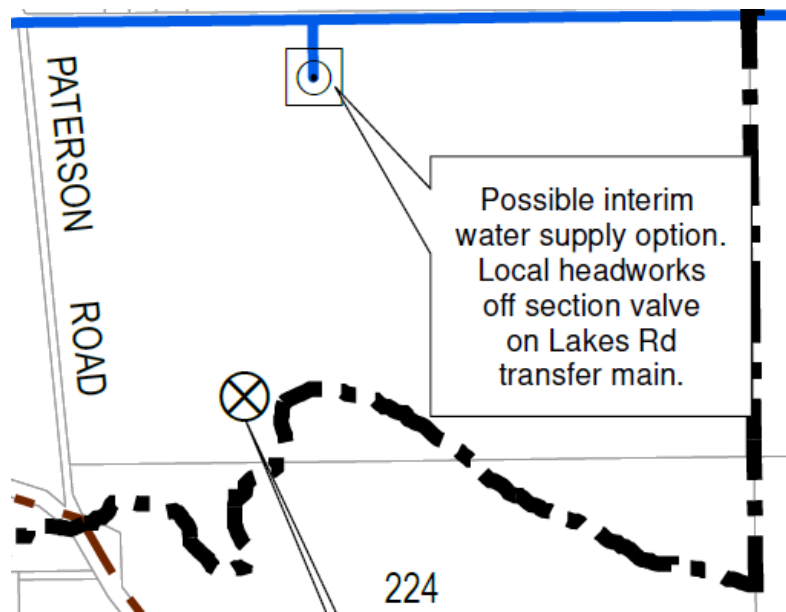 PATERSON ROAD
Possible interim
water supply option.
Local headworks
off section valve
on Lakes Rd
transfer main.
224